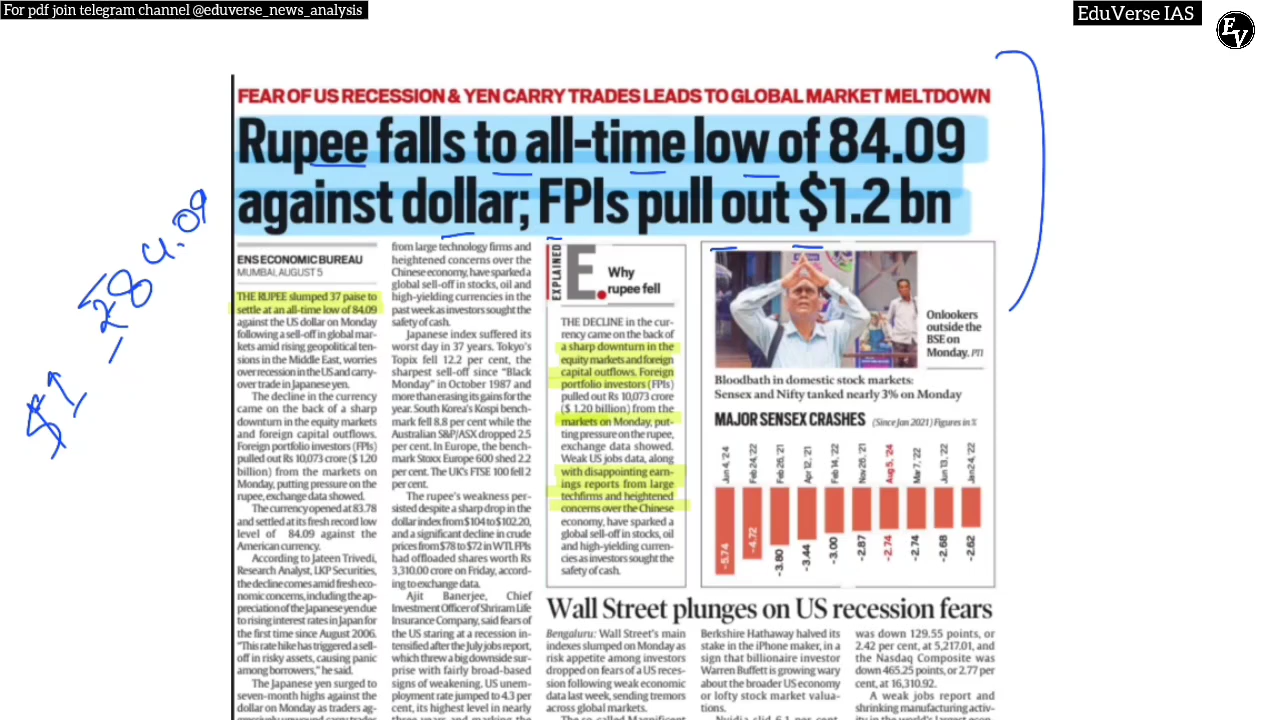 For pdf join telegram channel @eduverse_news_analysis
EduVerse IAS
EV
FEAR OF US RECESSION & YEN CARRY TRADES LEADS TO GLOBAL MARKET MELTDOWN
Rupee falls to all-time low of 84.09
against dollar; FPIs pull out $1.2 bn
$1 - 284.09
ENS ECONOMIC BUREAU
MUMBAI, AUGUST 5
THE RUPEE slumped 37 paise to
settle at an all-time low of 84.09
against the US dollar on Monday
following a sell-off in global mar-
kets amid rising geopolitical ten-
sions in the Middle East, worries
over recession in the US and carry-
over trade in Japanese yen.
The decline in the currency
came on the back of a sharp
downturn in the equity markets
and foreign capital outflows.
Foreign portfolio investors (FPIs)
pulled out Rs 10,073 crore ($ 1.20
billion) from the markets on
Monday, putting pressure on the
rupee, exchange data showed.
The currency opened at 83.78
and settled at its fresh record low
level of 84.09 against the
American currency.
According to Jateen Trivedi,
Research Analyst, LKP Securities,
the decline comes amid fresh eco-
nomic concerns, including the ap-
preciation of the Japanese yen due
to rising interest rates in Japan for
the first time since August 2006.
"This rate hike has triggered a sell-
off in risky assets, causing panic
among borrowers," he said.
The Japanese yen surged to
seven-month highs against the
dollar on Monday as traders ag-
gressively unwound carry trades
from large technology firms and
heightened concerns over the
Chinese economy, have sparked a
global sell-off in stocks, oil and
high-yielding currencies in the
past week as investors sought the
safety of cash.
Japanese index suffered its
worst day in 37 years. Tokyo's
Topix fell 12.2 per cent, the
sharpest sell-off since "Black
Monday" in October 1987 and
more than erasing its gains for the
year. South Korea's Kospi bench-
mark fell 8.8 per cent while the
Australian S&P/ASX dropped 2.5
per cent. In Europe, the bench-
mark Stoxx Europe 600 shed 2.2
per cent. The UK's FTSE 100 fell 2
per cent.
The rupee's weakness per-
sisted despite a sharp drop in the
dollar index from $104 to $102.20,
and a significant decline in crude
prices from $78 to $72 in WTI. FPIs
had offloaded shares worth Rs
3,310.00 crore on Friday, accord-
ing to exchange data.
Ajit Banerjee, Chief
Investment Officer of Shriram Life
Insurance Company, said fears of
the US staring at a recession in-
tensified after the July jobs report,
which threw a big downside sur-
prise with fairly broad-based
signs of weakening. US unem-
ployment rate jumped to 4.3 per
cent, its highest level in nearly
three years and marking the
EXPLAINED
E.
Why
rupee fell
THE DECLINE in the cur-
rency came on the back of
a sharp downturn in the
equity markets and foreign
capital outflows. Foreign
portfolio investors (FPIs)
pulled out Rs 10,073 crore
($ 1.20 billion) from the
markets on Monday, put-
ting pressure on the rupee,
exchange data showed.
Weak US jobs data, along
with disappointing earn-
ings reports from large
tech firms and heightened
concerns over the Chinese
economy, have sparked a
global sell-off in stocks, oil
and high-yielding curren-
cies as investors sought the
safety of cash.
Onlookers
outside the
BSE on
Monday. PTI
Bloodbath in domestic stock markets:
Sensex and Nifty tanked nearly 3% on Monday
MAJOR SENSEX CRASHES (Since Jan 2021) Figures in %
Jun 4, '24
Feb 24, '22
Feb 26, '21
Apr 12, '21
Feb 14, '22
Nov 26, '21
Aug 5, '24
Mar 7, '22
Jun 13, '22
Jan 24, '22
-5.74
-4.72
-3.80
-3.44
-3.00
-2.87
-2.74
-2.74
-2.68
-2.62
Wall Street plunges on US recession fears
Bengaluru: Wall Street's main
indexes slumped on Monday as
risk appetite among investors
dropped on fears of a US reces-
sion following weak economic
data last week, sending tremors
across global markets.
The so-called Magnificent
Berkshire Hathaway halved its
stake in the iPhone maker, in a
sign that billionaire investor
Warren Buffett is growing wary
about the broader US economy
or lofty stock market valua-
tions.
Nvidia slid 6.1 per cent,
was down 129.55 points, or
2.42 per cent, at 5,217.01, and
the Nasdaq Composite was
down 465.25 points, or 2.77 per
cent, at 16,310.92.
A weak jobs report and
shrinking manufacturing activ-
ity in the world's largest econ-